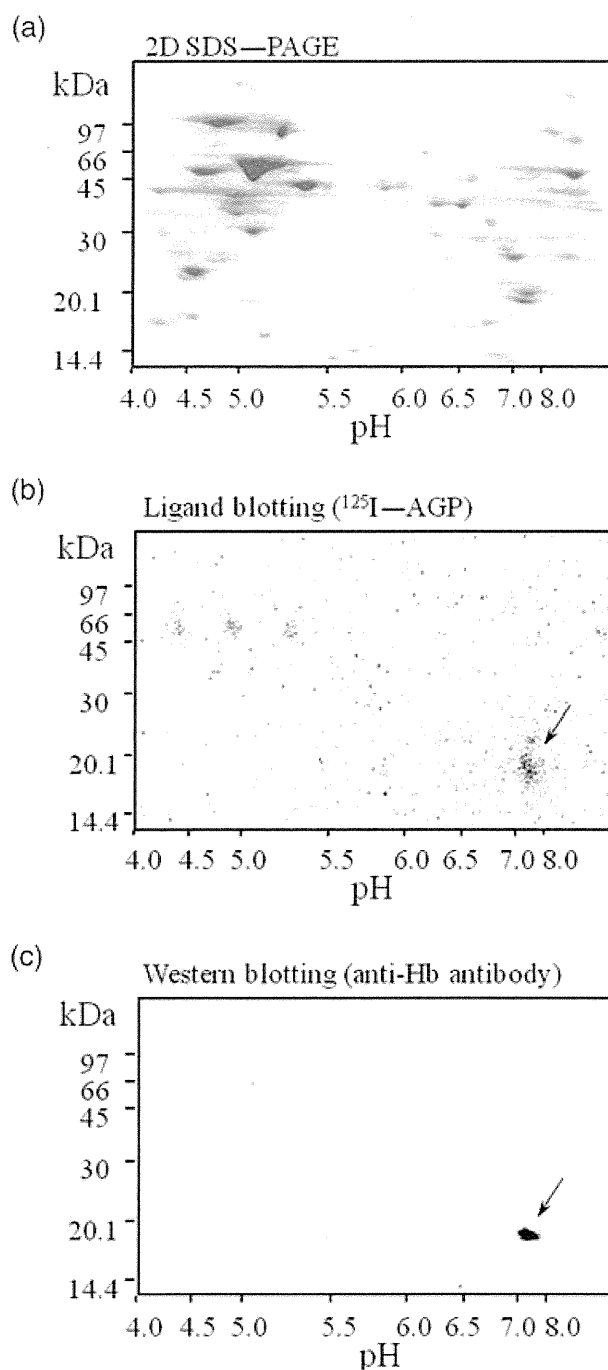 (a)
2D SDS—PAGE
kDa
97
66
45
30
20.1
14.4
4.0 4.5 5.0 5.5 6.0 6.5 7.0 8.0
pH
(b)
Ligand blotting (¹²⁵I—AGP)
kDa
97
66
45
30
20.1
14.4
4.0 4.5 5.0 5.5 6.0 6.5 7.0 8.0
pH
(c)
Western blotting (anti-Hb antibody)
kDa
97
66
45
30
20.1
14.4
4.0 4.5 5.0 5.5 6.0 6.5 7.0 8.0
pH